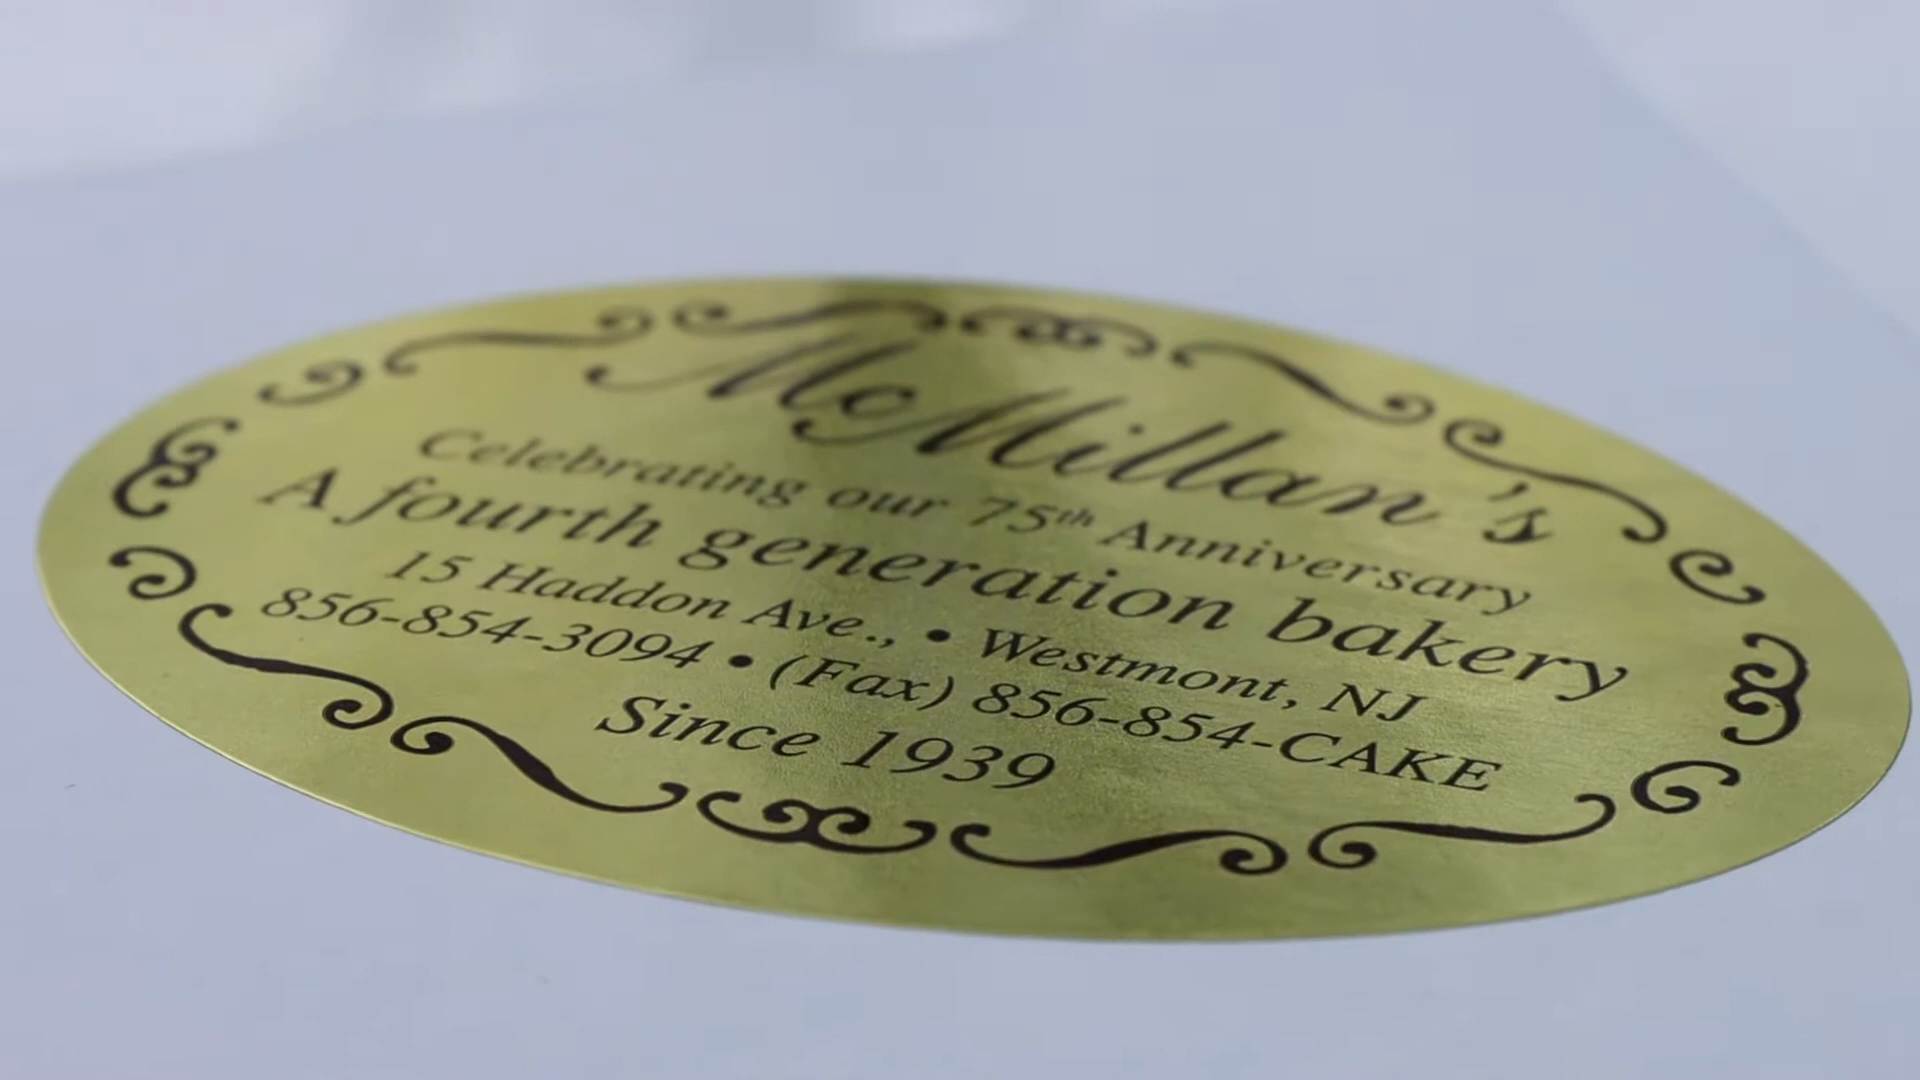 McMillan's
Celebrating our 75th Anniversary
A fourth generation bakery
15 Haddon Ave., • Westmont, NJ
856-854-3094 • (Fax) 856-854-CAKE
Since 1939